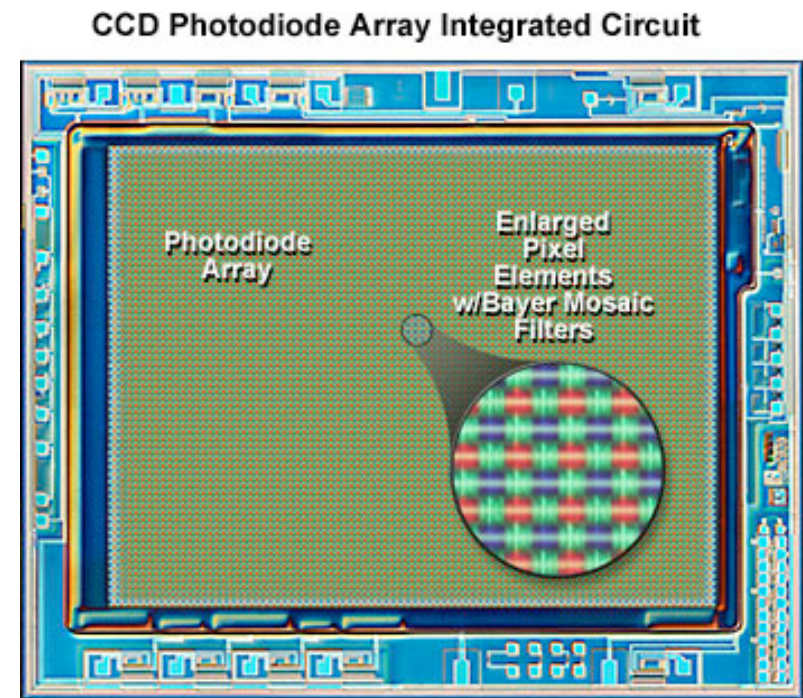 CCD Photodiode Array Integrated Circuit
Photodiode
Array
Enlarged
Pixel
Elements
w/Bayer Mosaic
Filters